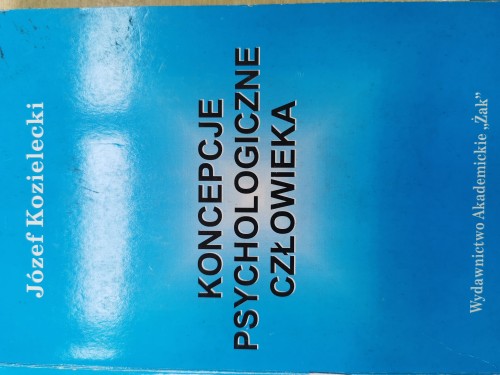 Józef Kozielecki
KONCEPCJE
PSYCHOLOGICZNE
CZŁOWIEKA
Wydawnictwo Akademickie „Żak”